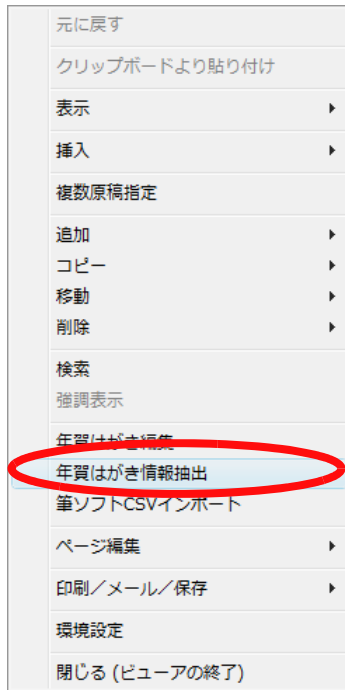 元に戻す
クリップボードより貼り付け
表示
挿入
複数原稿指定
追加
コピー
移動
削除
検索
強調表示
年賀はがき編集
年賀はがき情報抽出
筆ソフトCSVインポート
ページ編集
印刷／メール／保存
環境設定
閉じる (ビューアの終了)